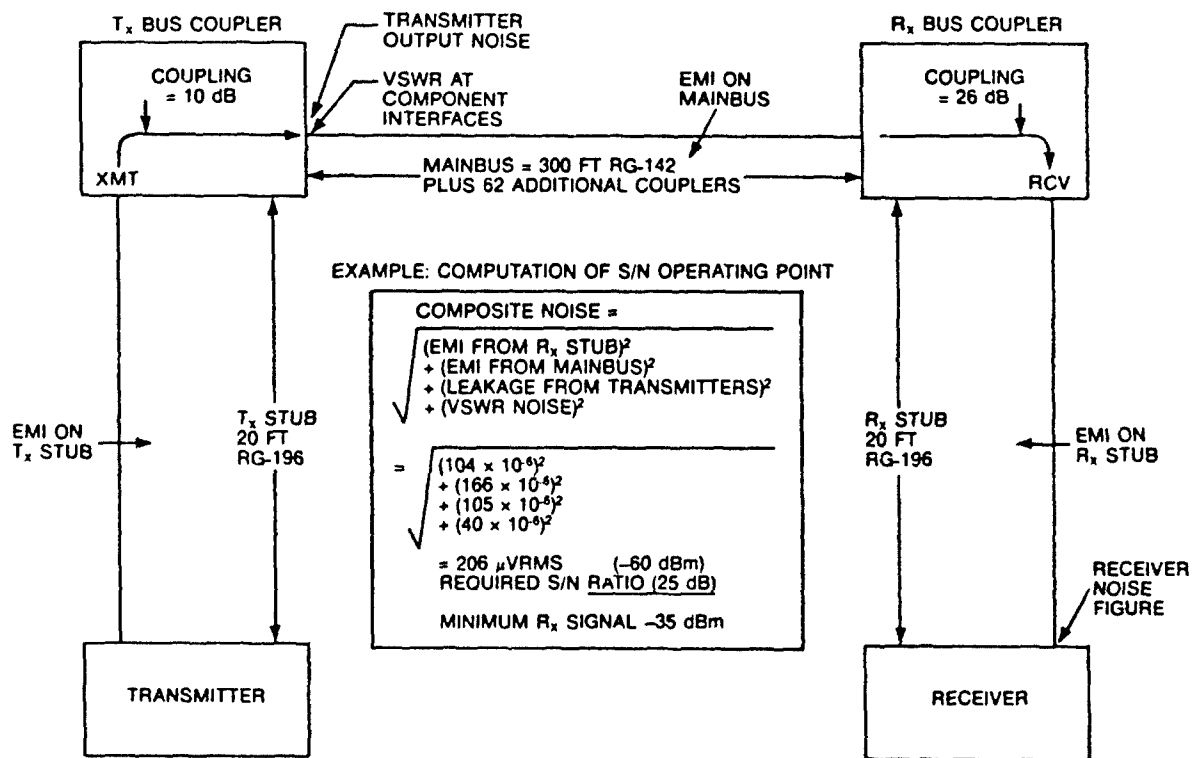 Tx BUS COUPLER
COUPLING
= 10 dB
XMT
TRANSMITTER
OUTPUT NOISE
VSWR AT
COMPONENT
INTERFACES
EMI ON
MAINBUS
MAINBUS = 300 FT RG-142
PLUS 62 ADDITIONAL COUPLERS
Rx BUS COUPLER
COUPLING
= 26 dB
RCV
EXAMPLE: COMPUTATION OF S/N OPERATING POINT
COMPOSITE NOISE =
√
(EMI FROM Rx STUB)²
+ (EMI FROM MAINBUS)²
+ (LEAKAGE FROM TRANSMITTERS)²
+ (VSWR NOISE)²
= √
(104 × 10⁻⁶)²
+ (166 × 10⁻⁶)²
+ (105 × 10⁻⁶)²
+ (40 × 10⁻⁶)²
= 206 μVRMS (–60 dBm)
REQUIRED S/N RATIO (25 dB)
MINIMUM Rx SIGNAL –35 dBm
EMI ON
Tx STUB
Tx STUB
20 FT
RG-196
Rx STUB
20 FT
RG-196
EMI ON
Rx STUB
RECEIVER
NOISE
FIGURE
TRANSMITTER
RECEIVER